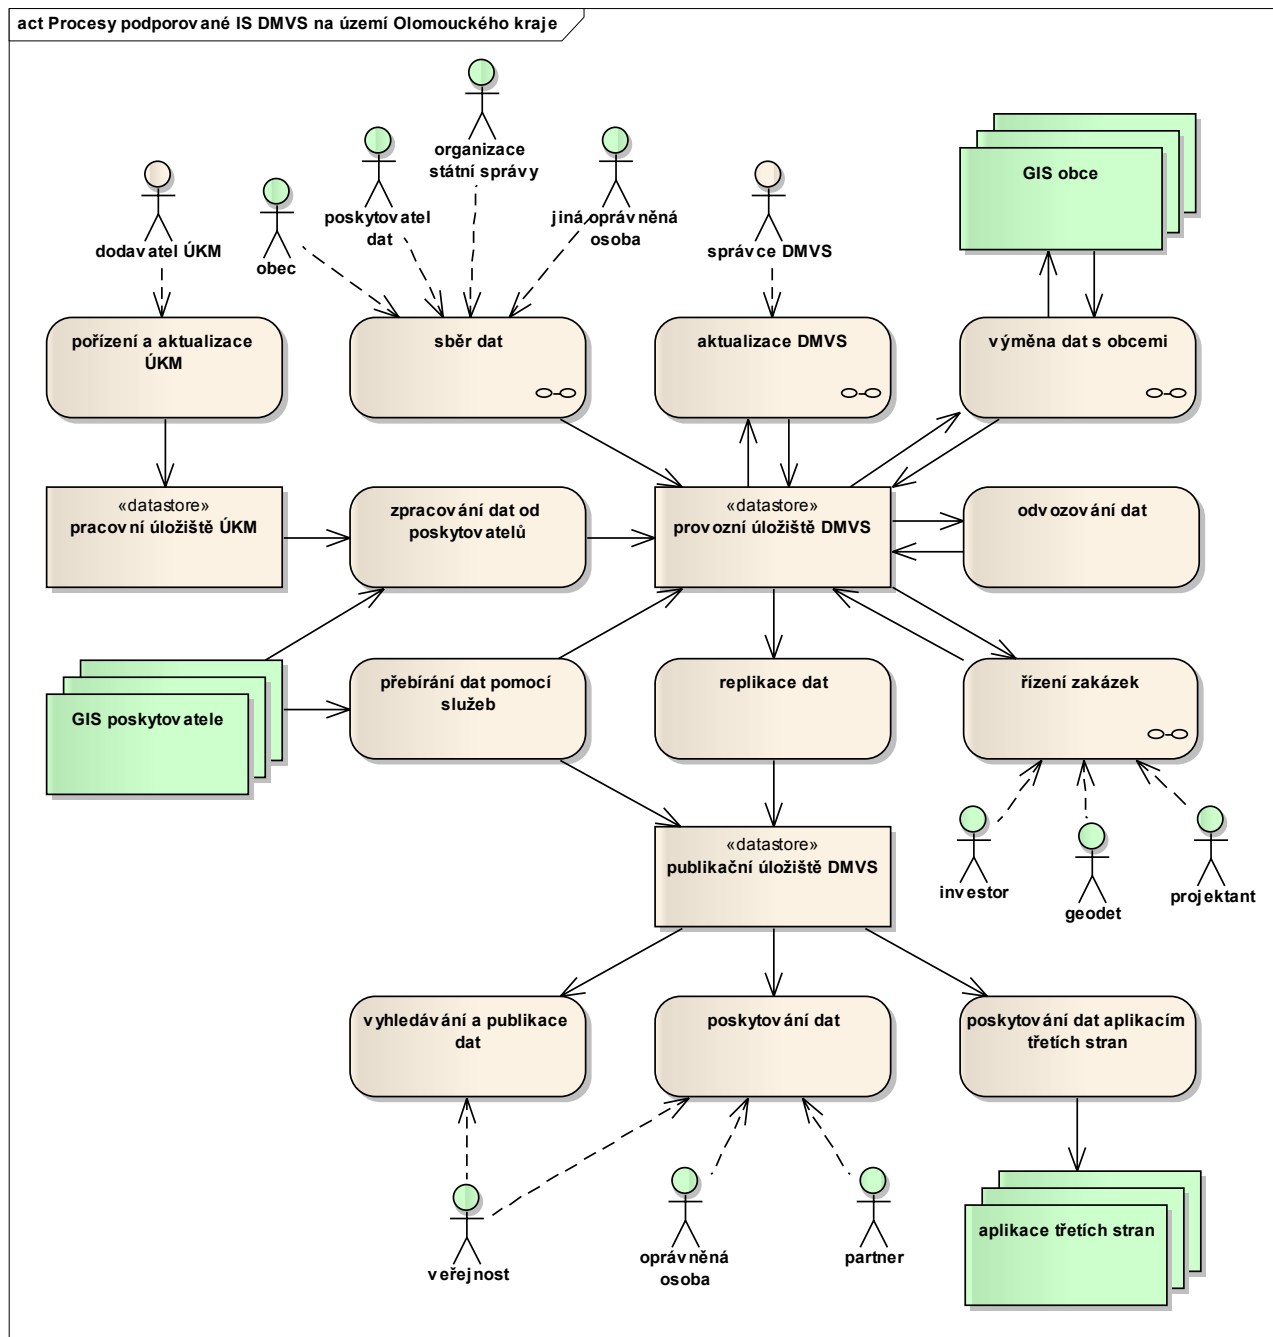 act Procesy podporované IS DMVS na území Olomouckého kraje
organizace
státní správy
poskytovatel
dat
jiná oprávněná
osoba
dodavatel ÚKM
obec
správce DMVS
GIS obce
pořízení a aktualizace
ÚKM
sběr dat
aktualizace DMVS
výměna dat s obcemi
«datastore»
pracovní úložiště ÚKM
zpracování dat od
poskytovatelů
«datastore»
provozní úložiště DMVS
odvozování dat
GIS poskytovatele
přebírání dat pomocí
služeb
replikace dat
řízení zakázek
«datastore»
publikační úložiště DMVS
investor
geodet
projektant
vyhledávání a publikace
dat
poskytování dat
poskytování dat aplikacím
třetích stran
veřejnost
oprávněná
osoba
partner
aplikace třetích stran